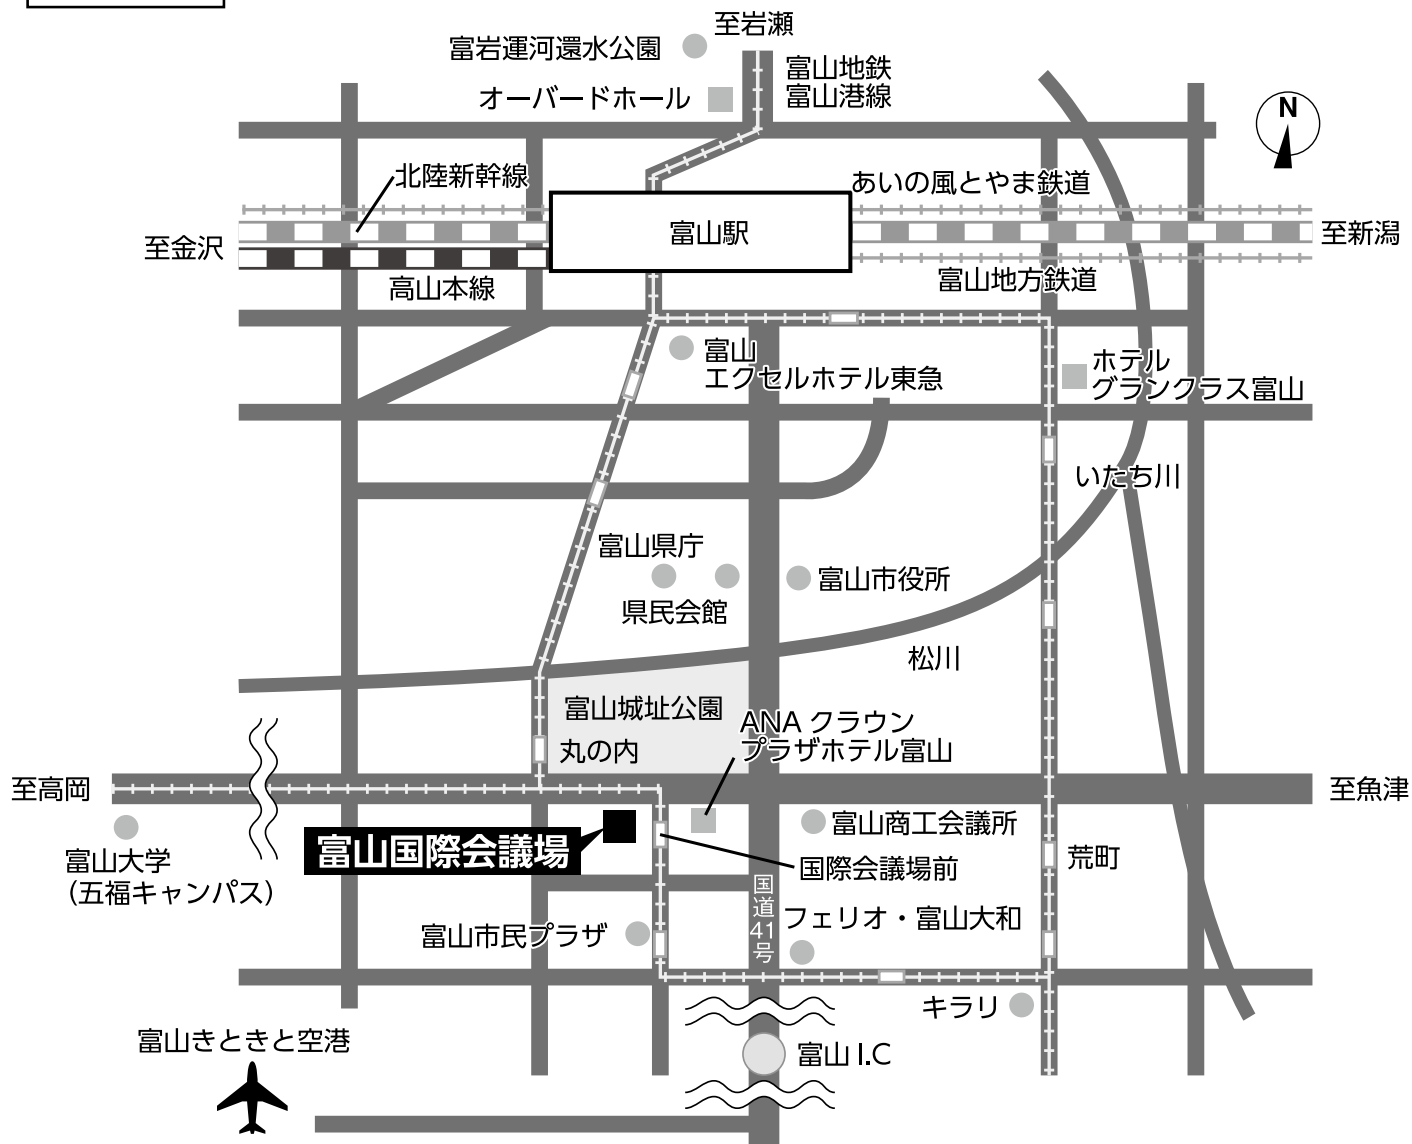 至岩瀬
富岩運河還水公園
富山地鉄
富山港線
オーバードホール
N
北陸新幹線
あいの風とやま鉄道
富山駅
至金沢
至新潟
高山本線
富山地方鉄道
富山
エクセルホテル東急
ホテル
グランクラス富山
いたち川
富山県庁
富山市役所
県民会館
松川
富山城址公園
ANA クラウン
プラザホテル富山
丸の内
至高岡
至魚津
富山商工会議所
富山国際会議場
富山大学
(五福キャンパス)
国際会議場前
荒町
国道41号
フェリオ・富山大和
富山市民プラザ
キラリ
富山きときと空港
富山 I.C